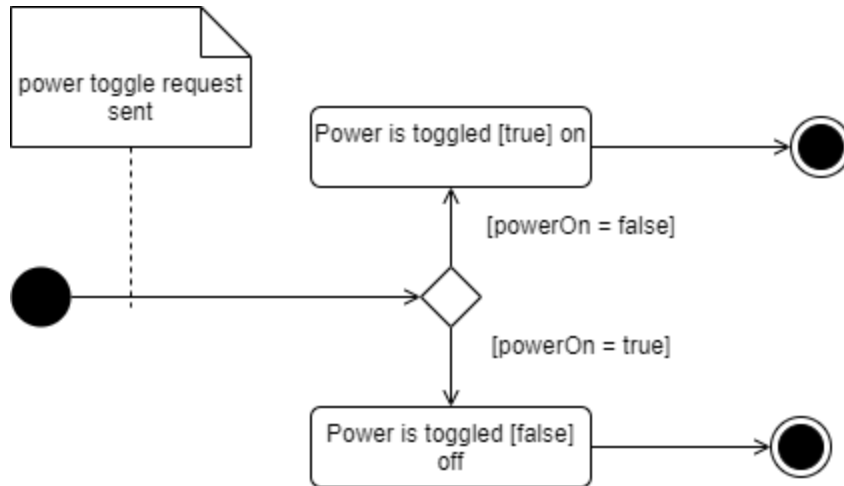 power toggle request
sent
Power is toggled [true] on
[powerOn = false]
[powerOn = true]
Power is toggled [false]
off